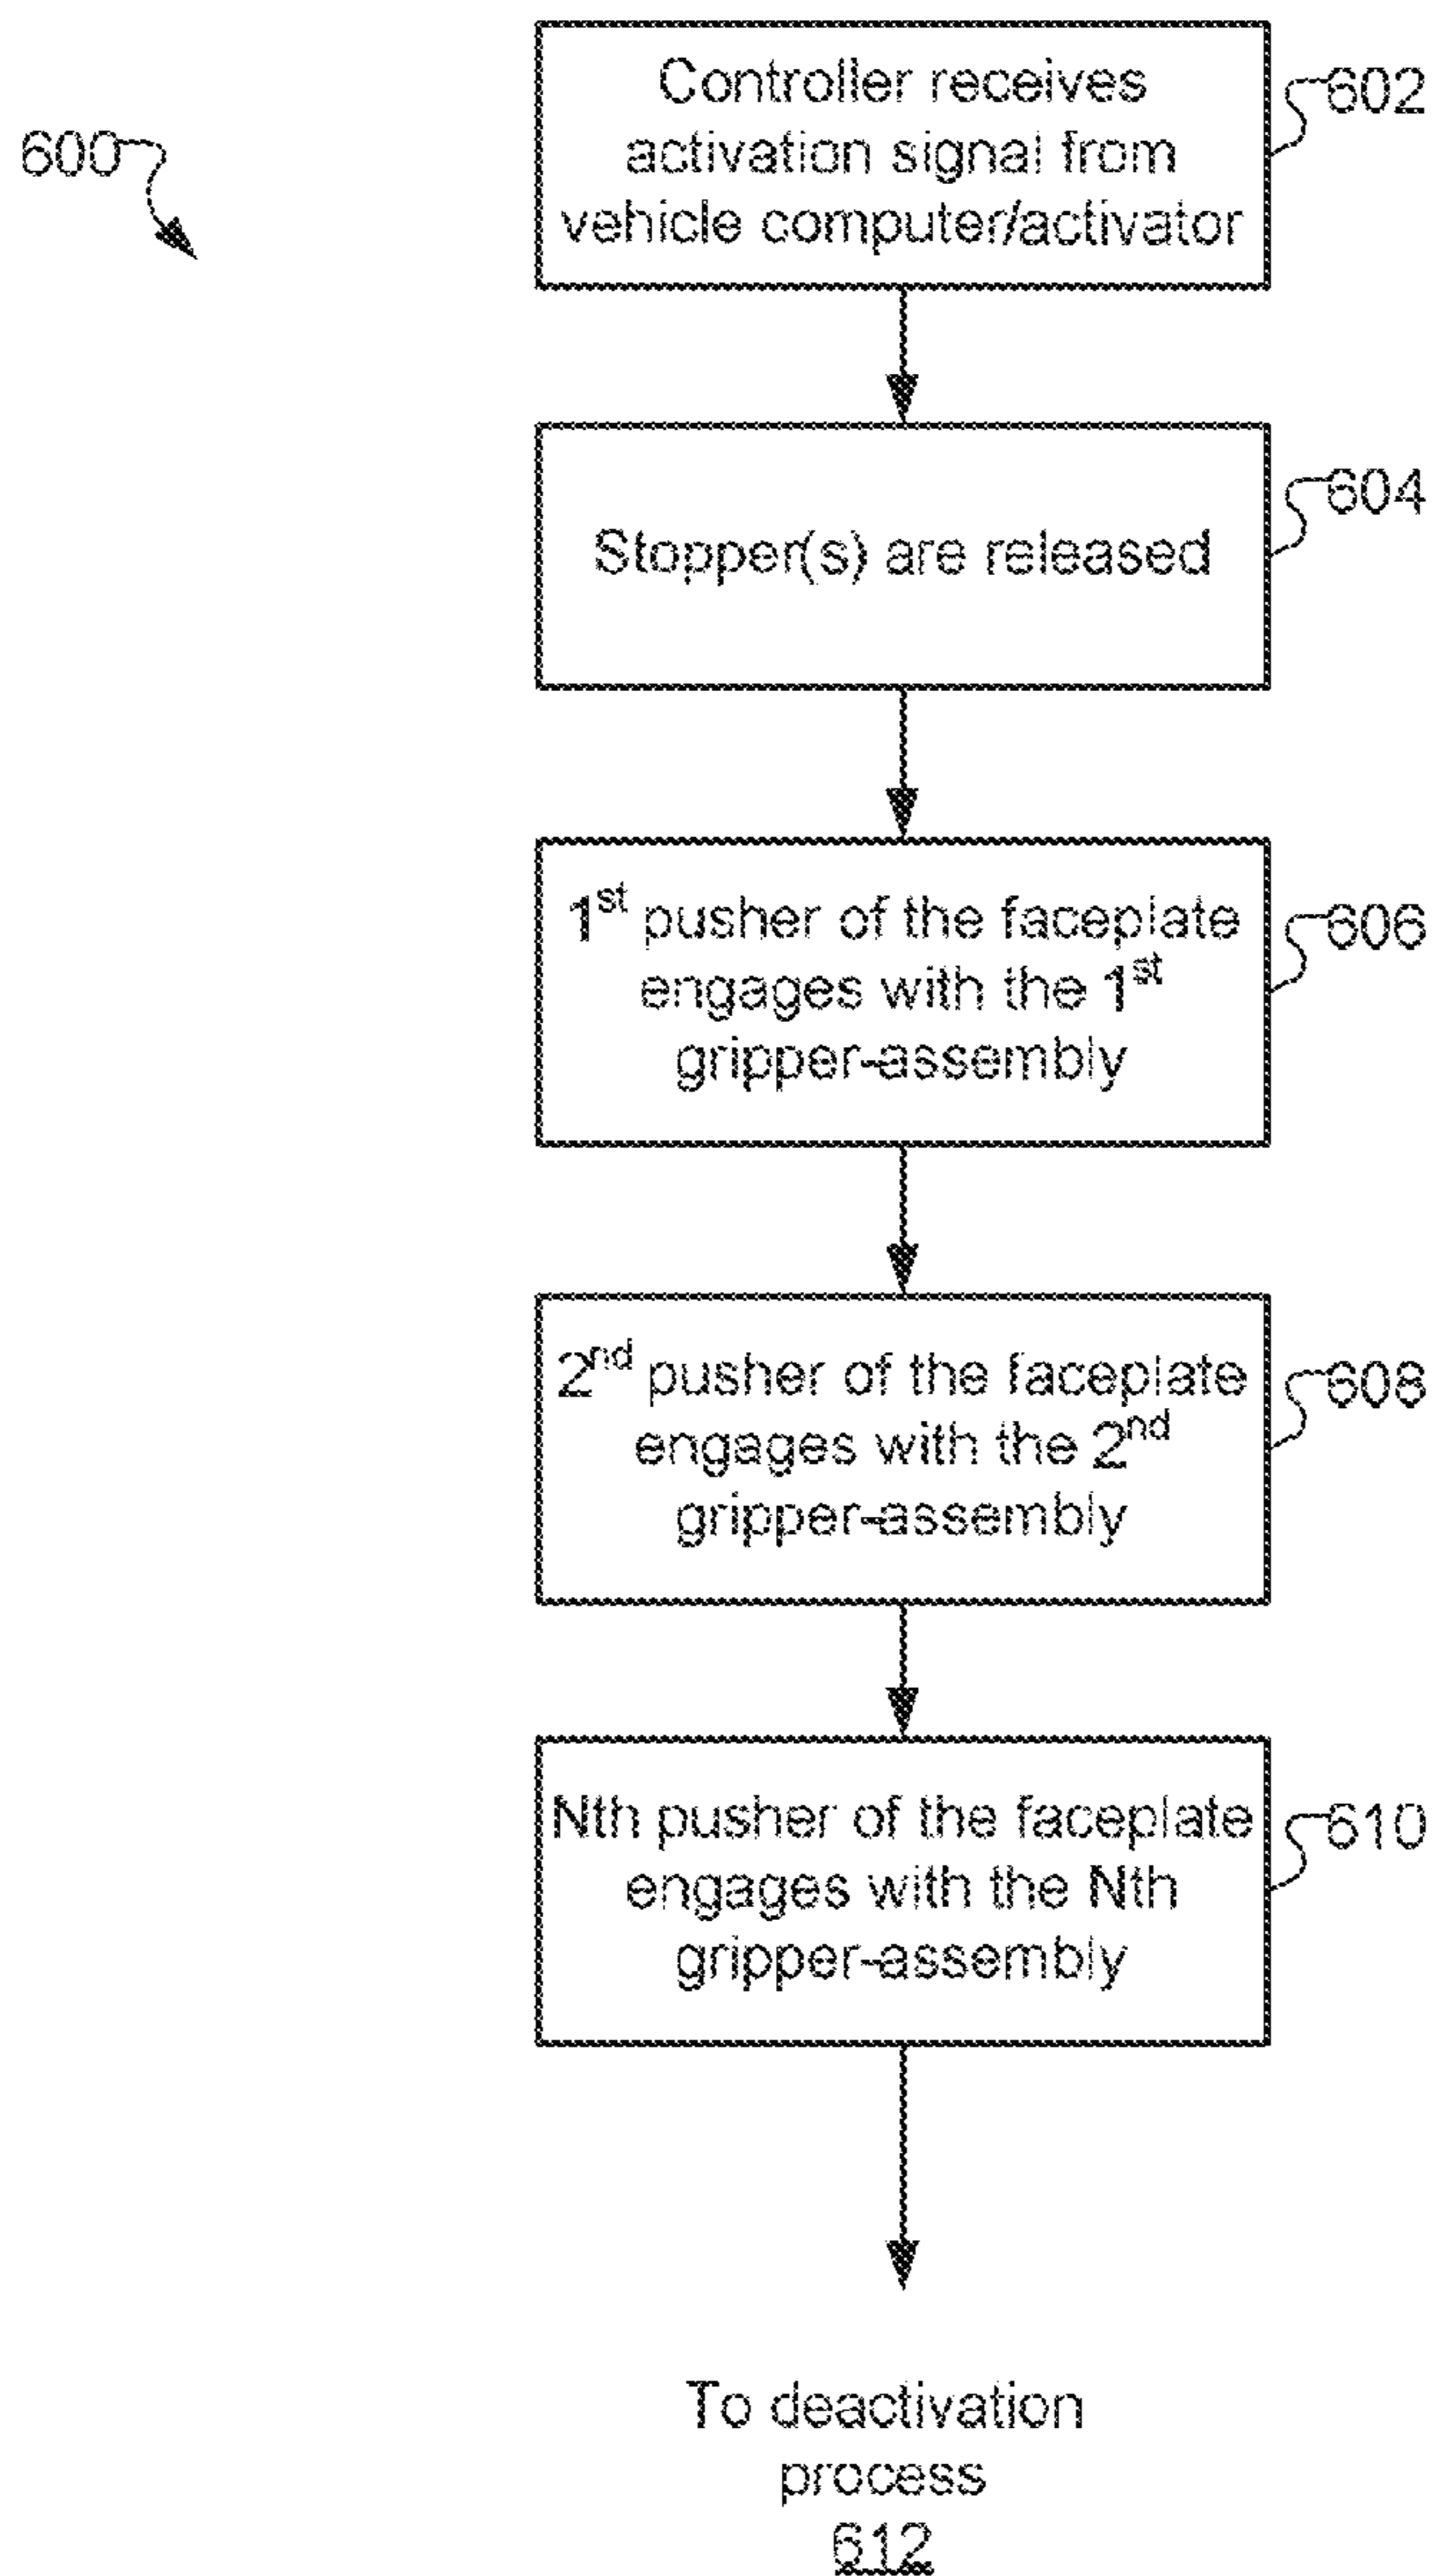 600
Controller receives
activation signal from
vehicle computer/activator
602
Stopper(s) are released
604
1st pusher of the faceplate
engages with the 1st
gripper-assembly
606
2nd pusher of the faceplate
engages with the 2nd
gripper-assembly
608
Nth pusher of the faceplate
engages with the Nth
gripper-assembly
610
To deactivation
process
612